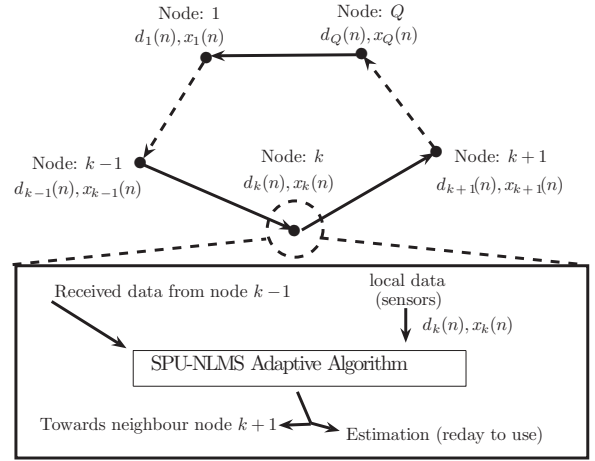 Node: 1
d_1(n), x_1(n)
Node: Q
d_Q(n), x_Q(n)
Node: k−1
d_{k−1}(n), x_{k−1}(n)
Node: k
d_k(n), x_k(n)
Node: k+1
d_{k+1}(n), x_{k+1}(n)
Received data from node k−1
local data
(sensors)
d_k(n), x_k(n)
SPU-NLMS Adaptive Algorithm
Towards neighbour node k+1
Estimation (reday to use)